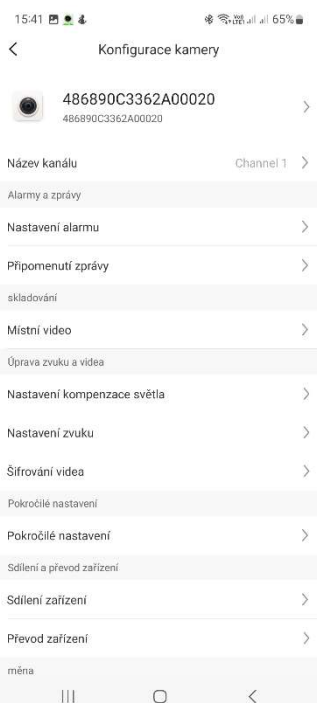 15:41 65%
Konfigurace kamery
486890C3362A00020
486890C3362A00020
Název kanálu Channel 1
Alarmy a zprávy
Nastavení alarmu
Připomenutí zprávy
skladování
Místní video
Úprava zvuku a videa
Nastavení kompenzace světla
Nastavení zvuku
Šifrování videa
Pokročilé nastavení
Pokročilé nastavení
Sdílení a převod zařízení
Sdílení zařízení
Převod zařízení
měna